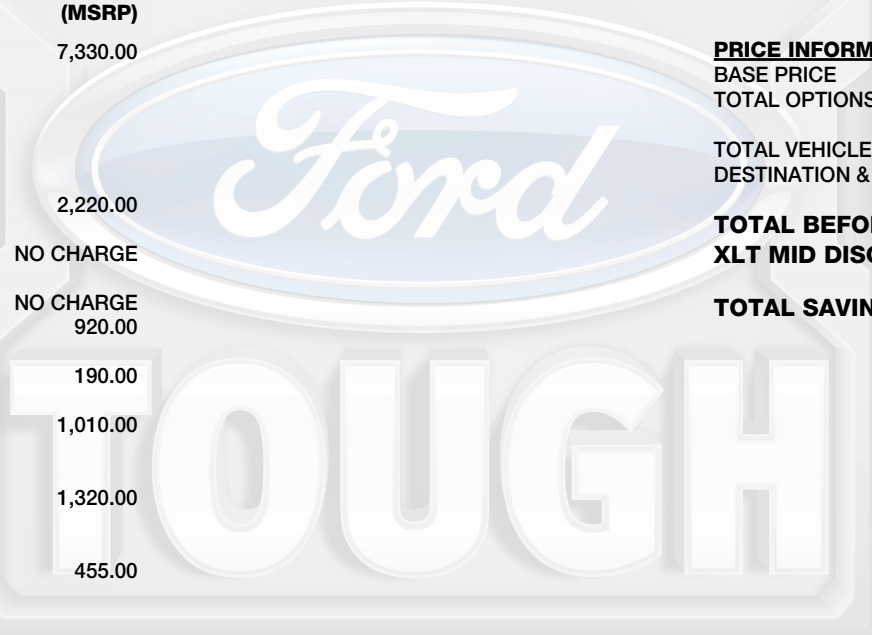 (MSRP)
7,330.00
2,220.00
NO CHARGE
NO CHARGE
920.00
190.00
1,010.00
1,320.00
455.00
PRICE INFORM
BASE PRICE
TOTAL OPTIONS
TOTAL VEHICLE
DESTINATION &
TOTAL BEFO
XLT MID DISC
TOTAL SAVIN
Ford
TOUGH